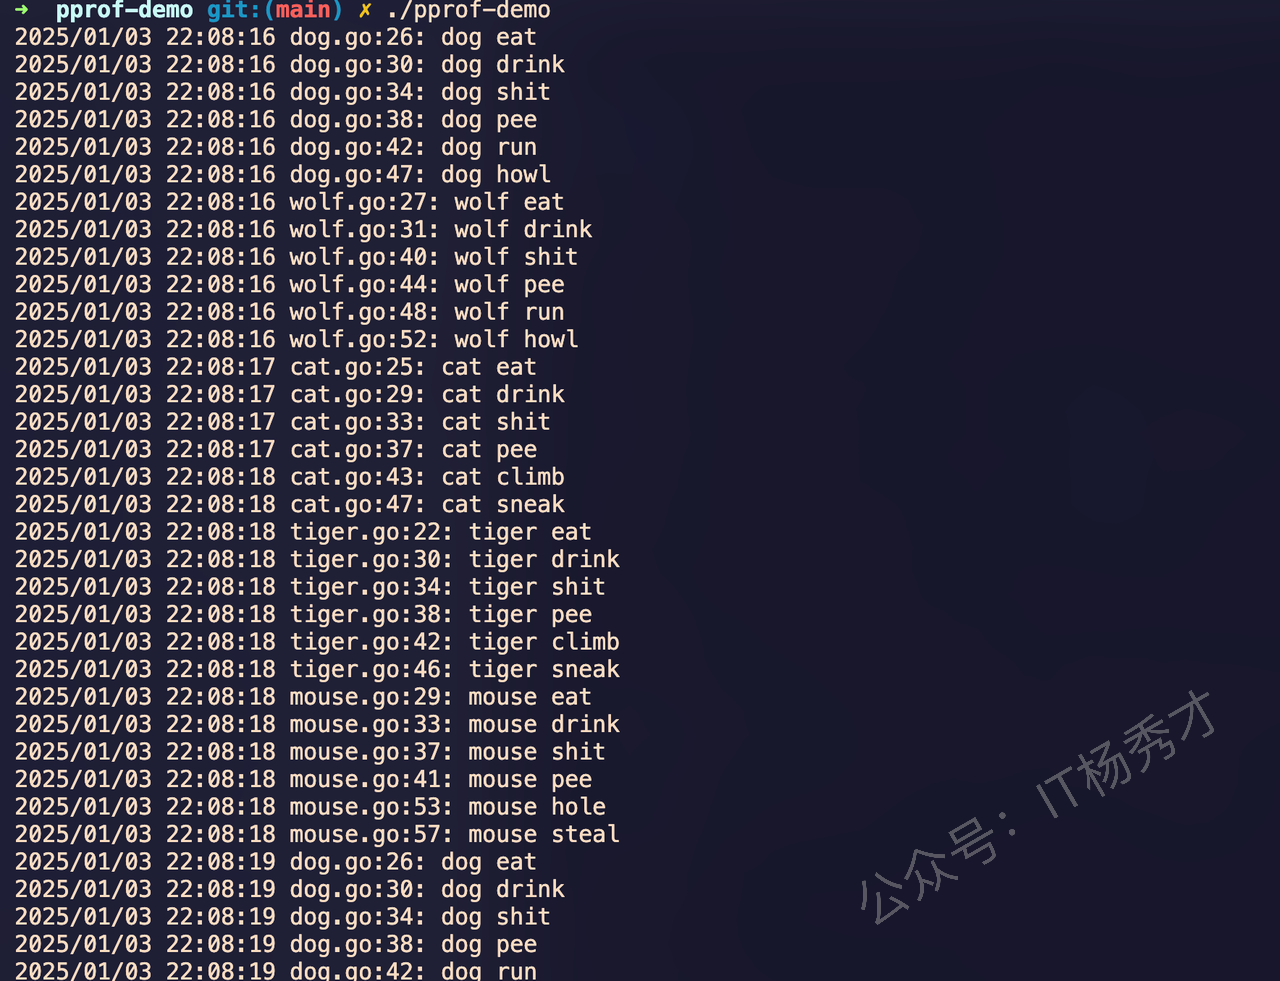 ➜  pprof-demo git:(main) ✗ ./pprof-demo
2025/01/03 22:08:16 dog.go:26: dog eat
2025/01/03 22:08:16 dog.go:30: dog drink
2025/01/03 22:08:16 dog.go:34: dog shit
2025/01/03 22:08:16 dog.go:38: dog pee
2025/01/03 22:08:16 dog.go:42: dog run
2025/01/03 22:08:16 dog.go:47: dog howl
2025/01/03 22:08:16 wolf.go:27: wolf eat
2025/01/03 22:08:16 wolf.go:31: wolf drink
2025/01/03 22:08:16 wolf.go:40: wolf shit
2025/01/03 22:08:16 wolf.go:44: wolf pee
2025/01/03 22:08:16 wolf.go:48: wolf run
2025/01/03 22:08:16 wolf.go:52: wolf howl
2025/01/03 22:08:17 cat.go:25: cat eat
2025/01/03 22:08:17 cat.go:29: cat drink
2025/01/03 22:08:17 cat.go:33: cat shit
2025/01/03 22:08:17 cat.go:37: cat pee
2025/01/03 22:08:18 cat.go:43: cat climb
2025/01/03 22:08:18 cat.go:47: cat sneak
2025/01/03 22:08:18 tiger.go:22: tiger eat
2025/01/03 22:08:18 tiger.go:30: tiger drink
2025/01/03 22:08:18 tiger.go:34: tiger shit
2025/01/03 22:08:18 tiger.go:38: tiger pee
2025/01/03 22:08:18 tiger.go:42: tiger climb
2025/01/03 22:08:18 tiger.go:46: tiger sneak
2025/01/03 22:08:18 mouse.go:29: mouse eat
2025/01/03 22:08:18 mouse.go:33: mouse drink
2025/01/03 22:08:18 mouse.go:37: mouse shit
2025/01/03 22:08:18 mouse.go:41: mouse pee
2025/01/03 22:08:18 mouse.go:53: mouse hole
2025/01/03 22:08:18 mouse.go:57: mouse steal
2025/01/03 22:08:19 dog.go:26: dog eat
2025/01/03 22:08:19 dog.go:30: dog drink
2025/01/03 22:08:19 dog.go:34: dog shit
2025/01/03 22:08:19 dog.go:38: dog pee
2025/01/03 22:08:19 dog.go:42: dog run
公众号：IT杨秀才